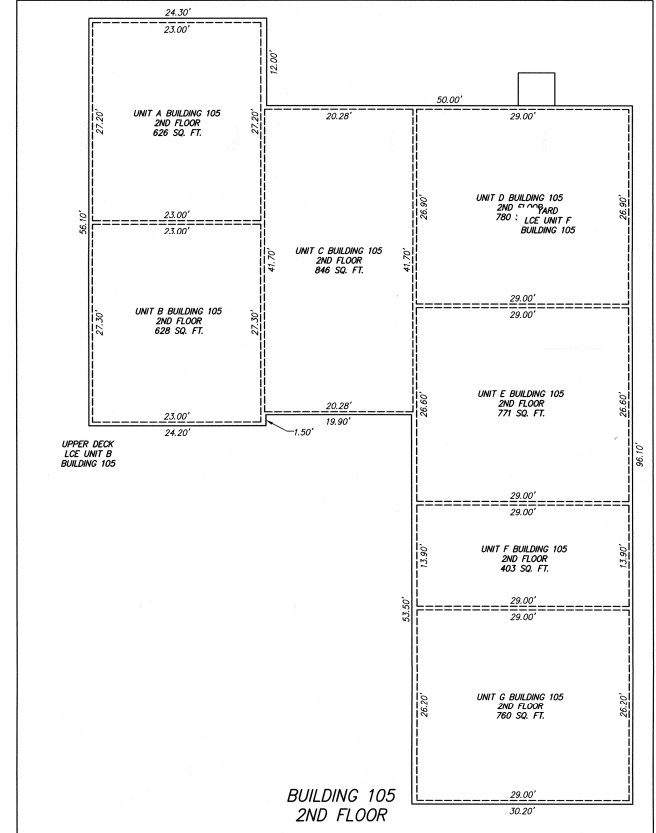 24.30'
23.00'
12.00'
27.20'
UNIT A BUILDING 105
2ND FLOOR
626 SQ. FT.
27.20'
23.00'
56.10'
23.00'
27.30'
UNIT B BUILDING 105
2ND FLOOR
628 SQ. FT.
27.30'
23.00'
24.20'
1.50'
UPPER DECK
LCE UNIT B
BUILDING 105
50.00'
20.28'
UNIT C BUILDING 105
2ND FLOOR
846 SQ. FT.
41.70'
41.70'
20.28'
19.90'
29.00'
26.90'
UNIT D BUILDING 105
2ND FLOOR
780
YARD
LCE UNIT F
BUILDING 105
26.90'
29.00'
29.00'
26.60'
UNIT E BUILDING 105
2ND FLOOR
771 SQ. FT.
26.60'
96.10'
29.00'
29.00'
13.90'
UNIT F BUILDING 105
2ND FLOOR
403 SQ. FT.
13.90'
53.50'
29.00'
29.00'
26.20'
UNIT G BUILDING 105
2ND FLOOR
760 SQ. FT.
26.20'
29.00'
30.20'
BUILDING 105
2ND FLOOR